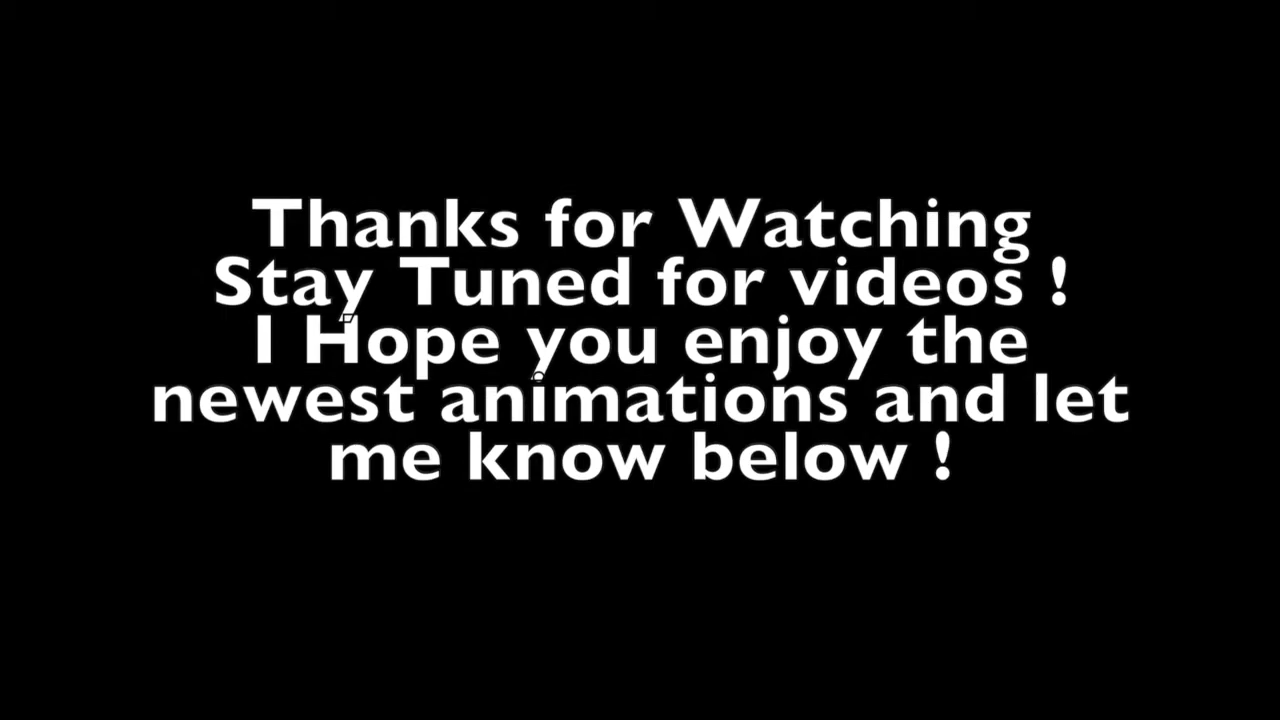 Thanks for Watching
Stay Tuned for videos !
I Hope you enjoy the
newest animations and let
me know below !